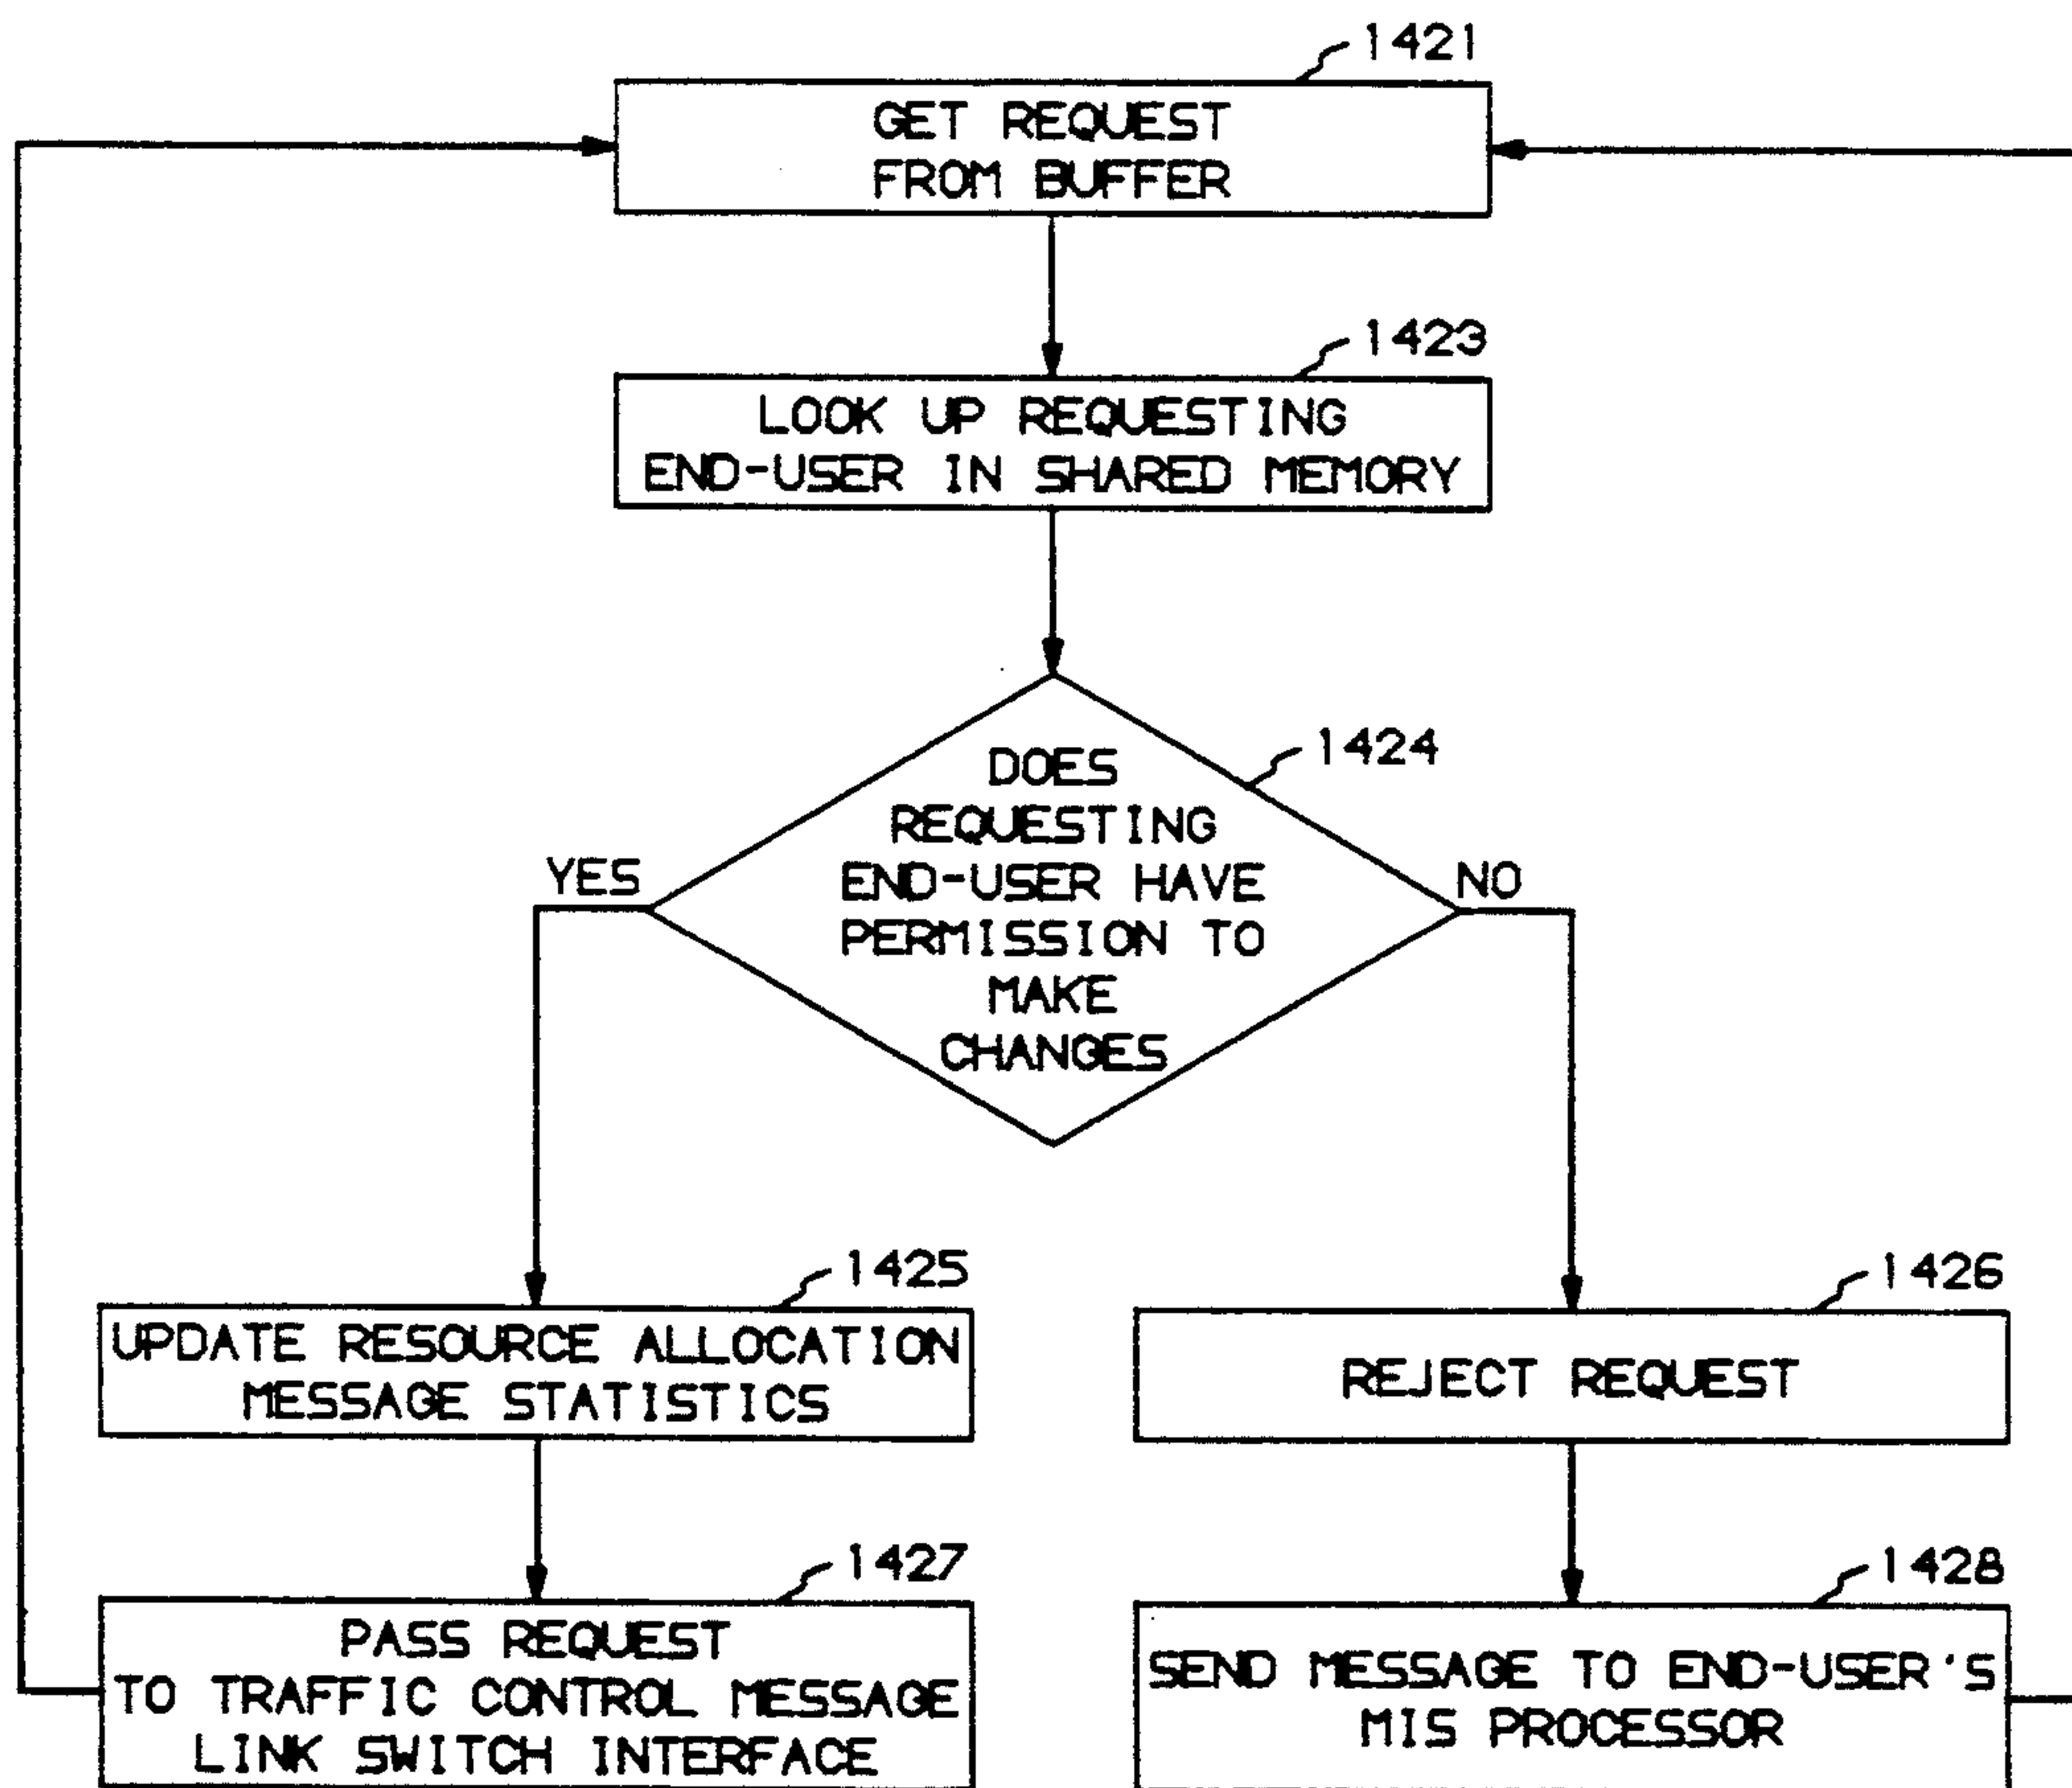 1421
GET REQUEST
FROM BUFFER
1423
LOOK UP REQUESTING
END-USER IN SHARED MEMORY
1424
DOES
REQUESTING
END-USER HAVE
PERMISSION TO
MAKE
CHANGES
YES
NO
1425
UPDATE RESOURCE ALLOCATION
MESSAGE STATISTICS
1426
REJECT REQUEST
1427
PASS REQUEST
TO TRAFFIC CONTROL MESSAGE
LINK SWITCH INTERFACE
1428
SEND MESSAGE TO END-USER'S
MIS PROCESSOR